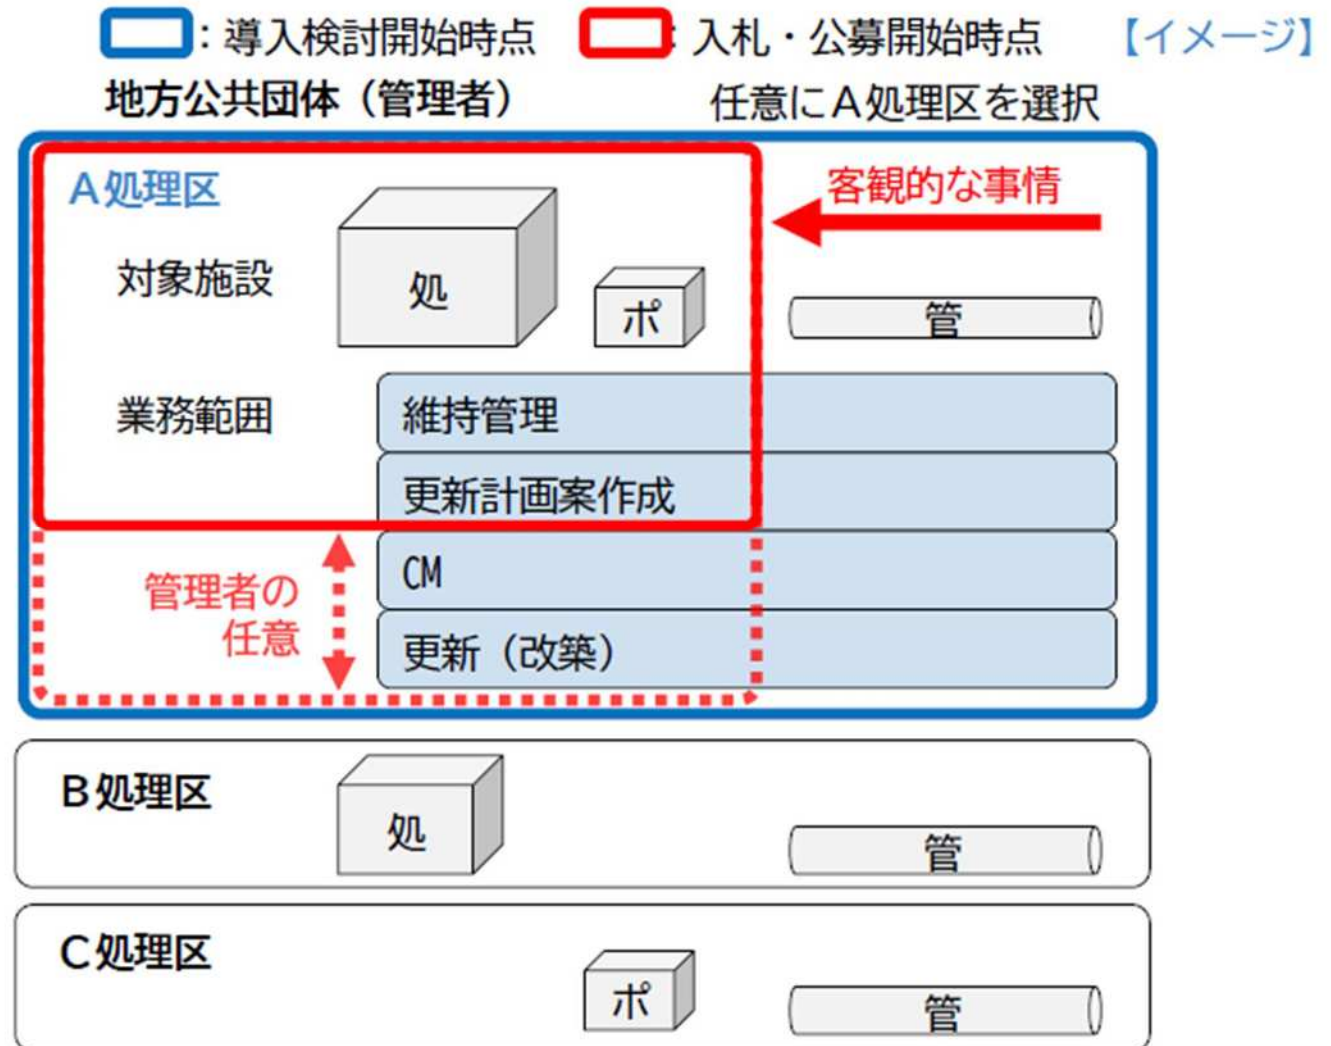 ：導入検討開始時点 ：入札・公募開始時点 【イメージ】
地方公共団体（管理者） 任意にＡ処理区を選択
Ａ処理区
客観的な事情
対象施設
処
ポ
管
業務範囲
維持管理
更新計画案作成
CM
更新（改築）
管理者の
任意
Ｂ処理区
処
管
Ｃ処理区
ポ
管